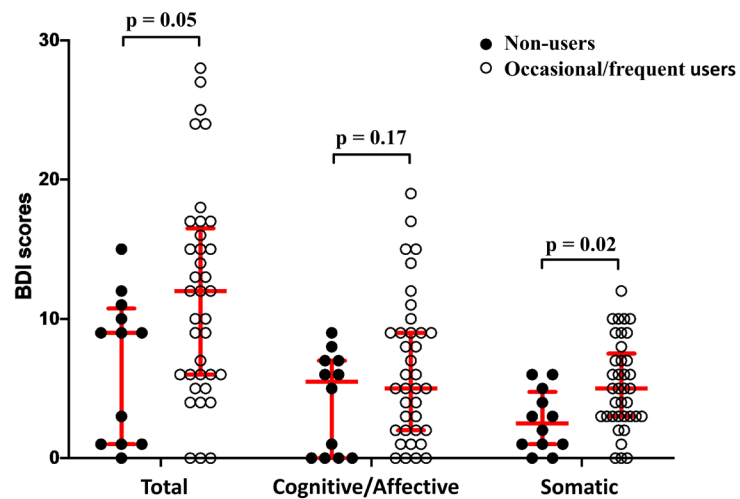 p = 0.05
30
Non-users
Occasional/frequent users
p = 0.17
20
p = 0.02
BDI scores
10
0
Total
Cognitive/Affective
Somatic